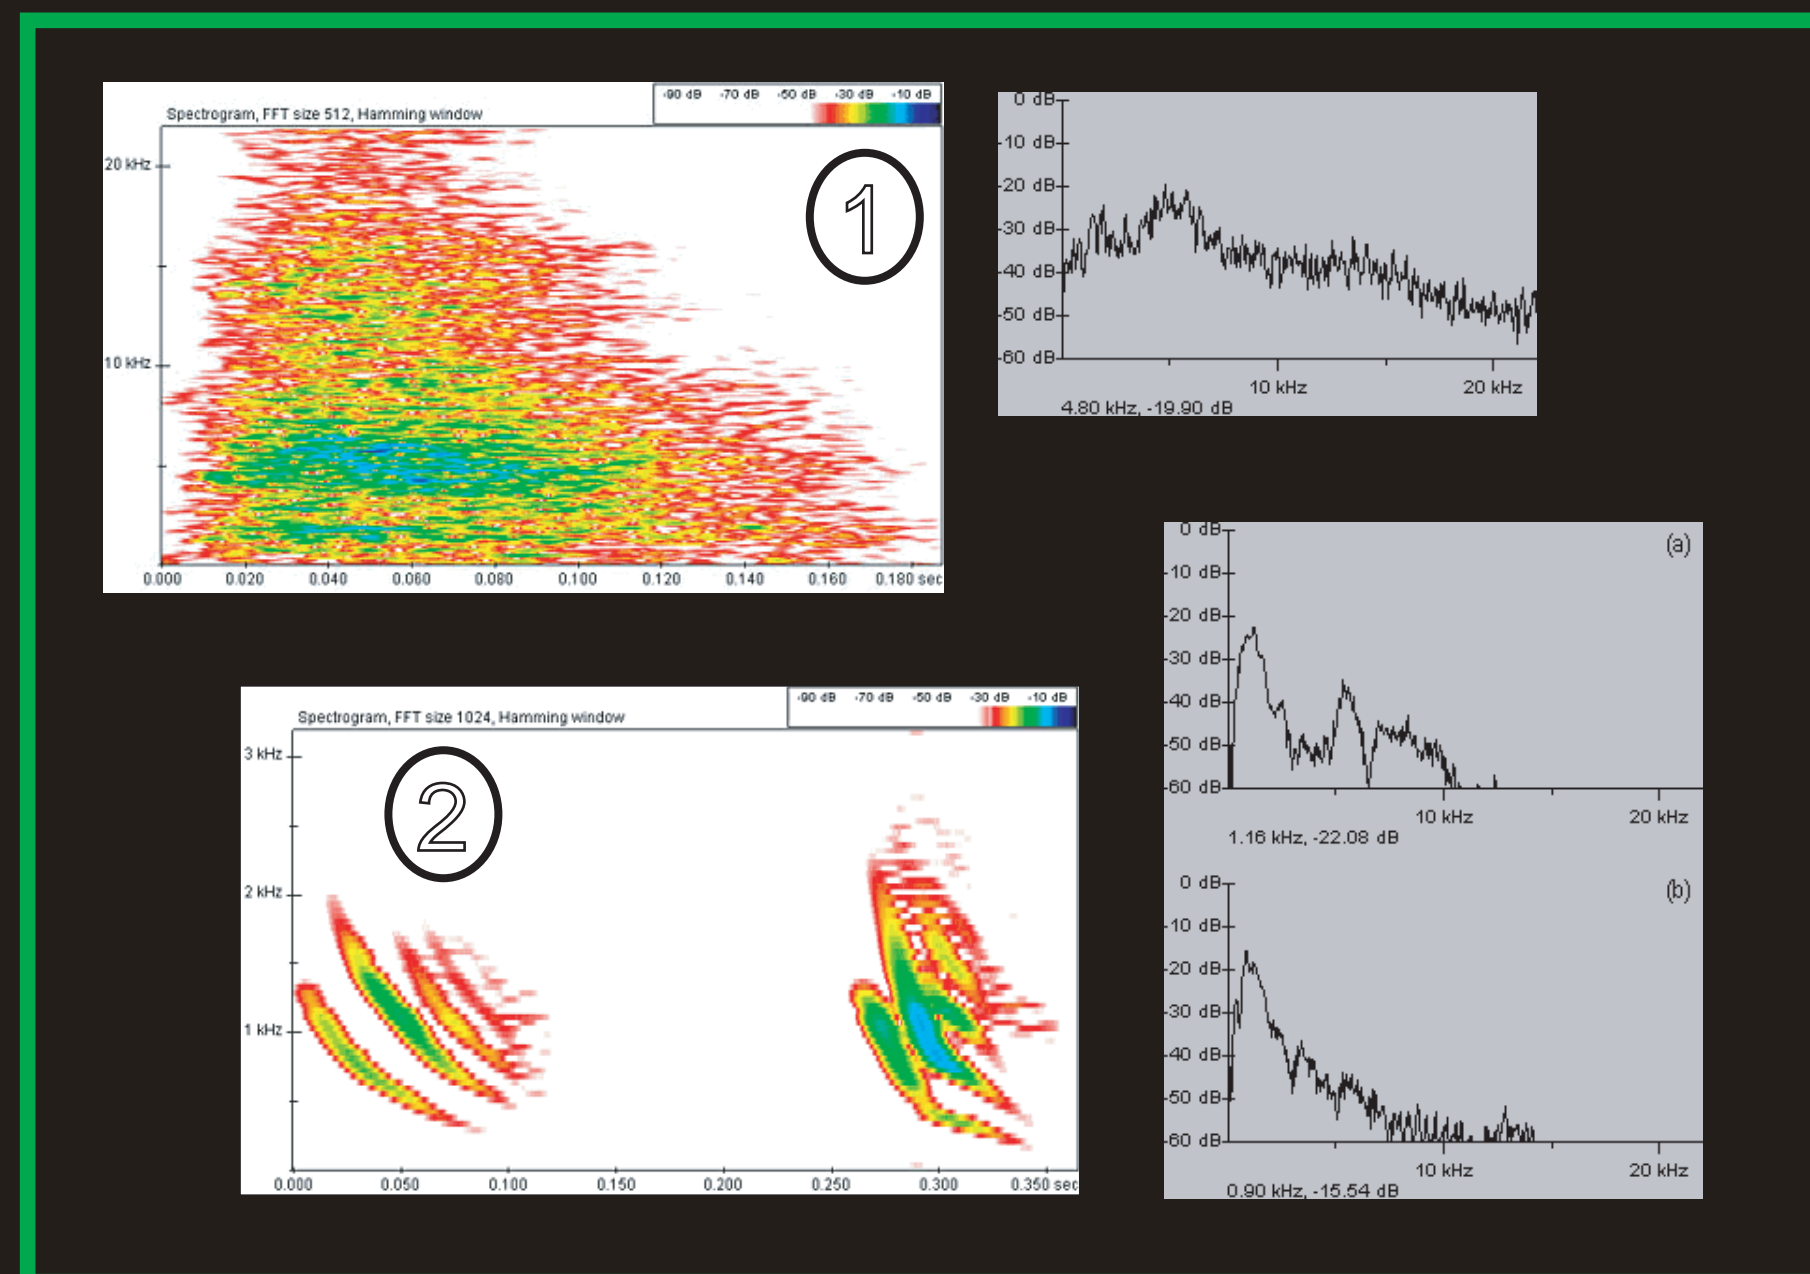 -90 dB -70 dB -50 dB -30 dB -10 dB
Spectrogram, FFT size 512, Hamming window
20 kHz
10 kHz
1
0.000 0.020 0.040 0.060 0.080 0.100 0.120 0.140 0.160 0.180 sec
0 dB
-10 dB
-20 dB
-30 dB
-40 dB
-50 dB
-60 dB
10 kHz 20 kHz
4.80 kHz, -19.90 dB
-90 dB -70 dB -50 dB -30 dB -10 dB
Spectrogram, FFT size 1024, Hamming window
3 kHz
2 kHz
1 kHz
2
0.000 0.050 0.100 0.150 0.200 0.250 0.300 0.350 sec
(a)
0 dB
-10 dB
-20 dB
-30 dB
-40 dB
-50 dB
-60 dB
10 kHz 20 kHz
1.16 kHz, -22.08 dB
(b)
0 dB
-10 dB
-20 dB
-30 dB
-40 dB
-50 dB
-60 dB
10 kHz 20 kHz
0.90 kHz, -15.54 dB